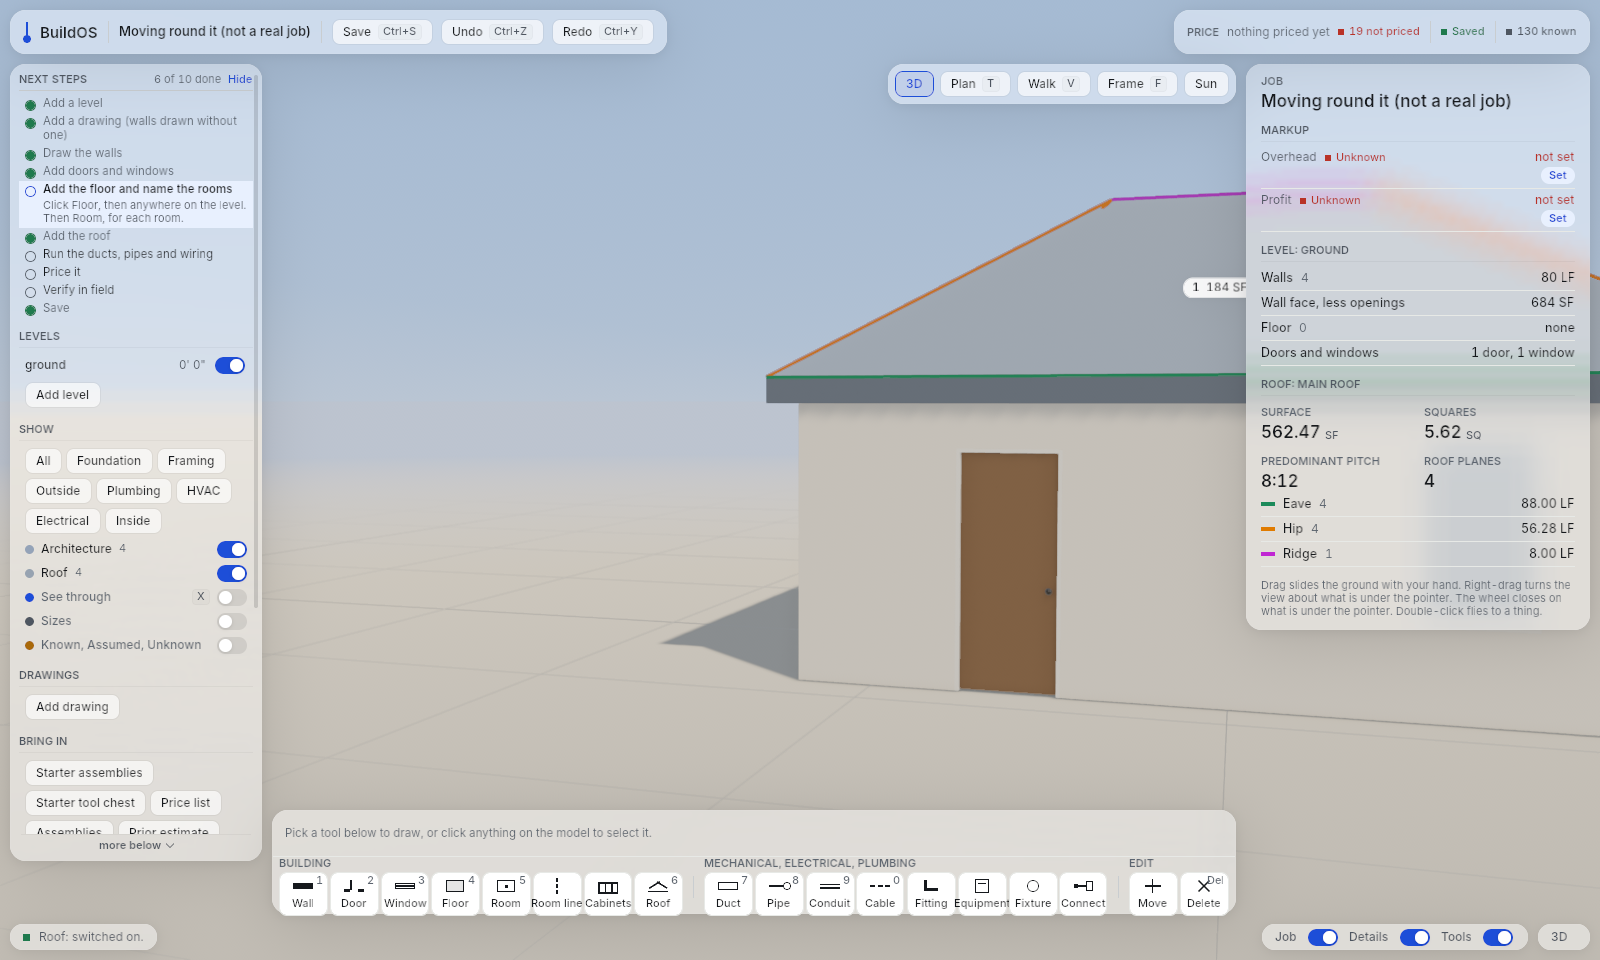 BuildOS
Moving round it (not a real job)
Save Ctrl+S
Undo Ctrl+Z
Redo Ctrl+Y
PRICE nothing priced yet 19 not priced Saved 130 known
NEXT STEPS 6 of 10 done Hide
Add a level
Add a drawing (walls drawn without
one)
Draw the walls
Add doors and windows
Add the floor and name the rooms
Click Floor, then anywhere on the level.
Then Room, for each room.
Add the roof
Run the ducts, pipes and wiring
Price it
Verify in field
Save
LEVELS
ground 0' 0"
Add level
SHOW
All Foundation Framing
Outside Plumbing HVAC
Electrical Inside
Architecture 4
Roof 4
See through X
Sizes
Known, Assumed, Unknown
DRAWINGS
Add drawing
BRING IN
Starter assemblies
Starter tool chest Price list
Assemblies Prior estimate
more below
Roof: switched on.
3D Plan T Walk V Frame F Sun
1 184 SF
JOB
Moving round it (not a real job)
MARKUP
Overhead Unknown not set
Set
Profit Unknown not set
Set
LEVEL: GROUND
Walls 4 80 LF
Wall face, less openings 684 SF
Floor 0 none
Doors and windows 1 door, 1 window
ROOF: MAIN ROOF
SURFACE SQUARES
562.47 SF 5.62 SQ
PREDOMINANT PITCH ROOF PLANES
8:12 4
Eave 4 88.00 LF
Hip 4 56.28 LF
Ridge 1 8.00 LF
Drag slides the ground with your hand. Right-drag turns the
view about what is under the pointer. The wheel closes on
what is under the pointer. Double-click flies to a thing.
Pick a tool below to draw, or click anything on the model to select it.
BUILDING MECHANICAL, ELECTRICAL, PLUMBING EDIT
1 2 3 4 5 6 7 8 9 0 Del
Wall Door Window Floor Room Room line Cabinets Roof Duct Pipe Conduit Cable Fitting Equipment Fixture Connect Move Delete
Job Details Tools 3D